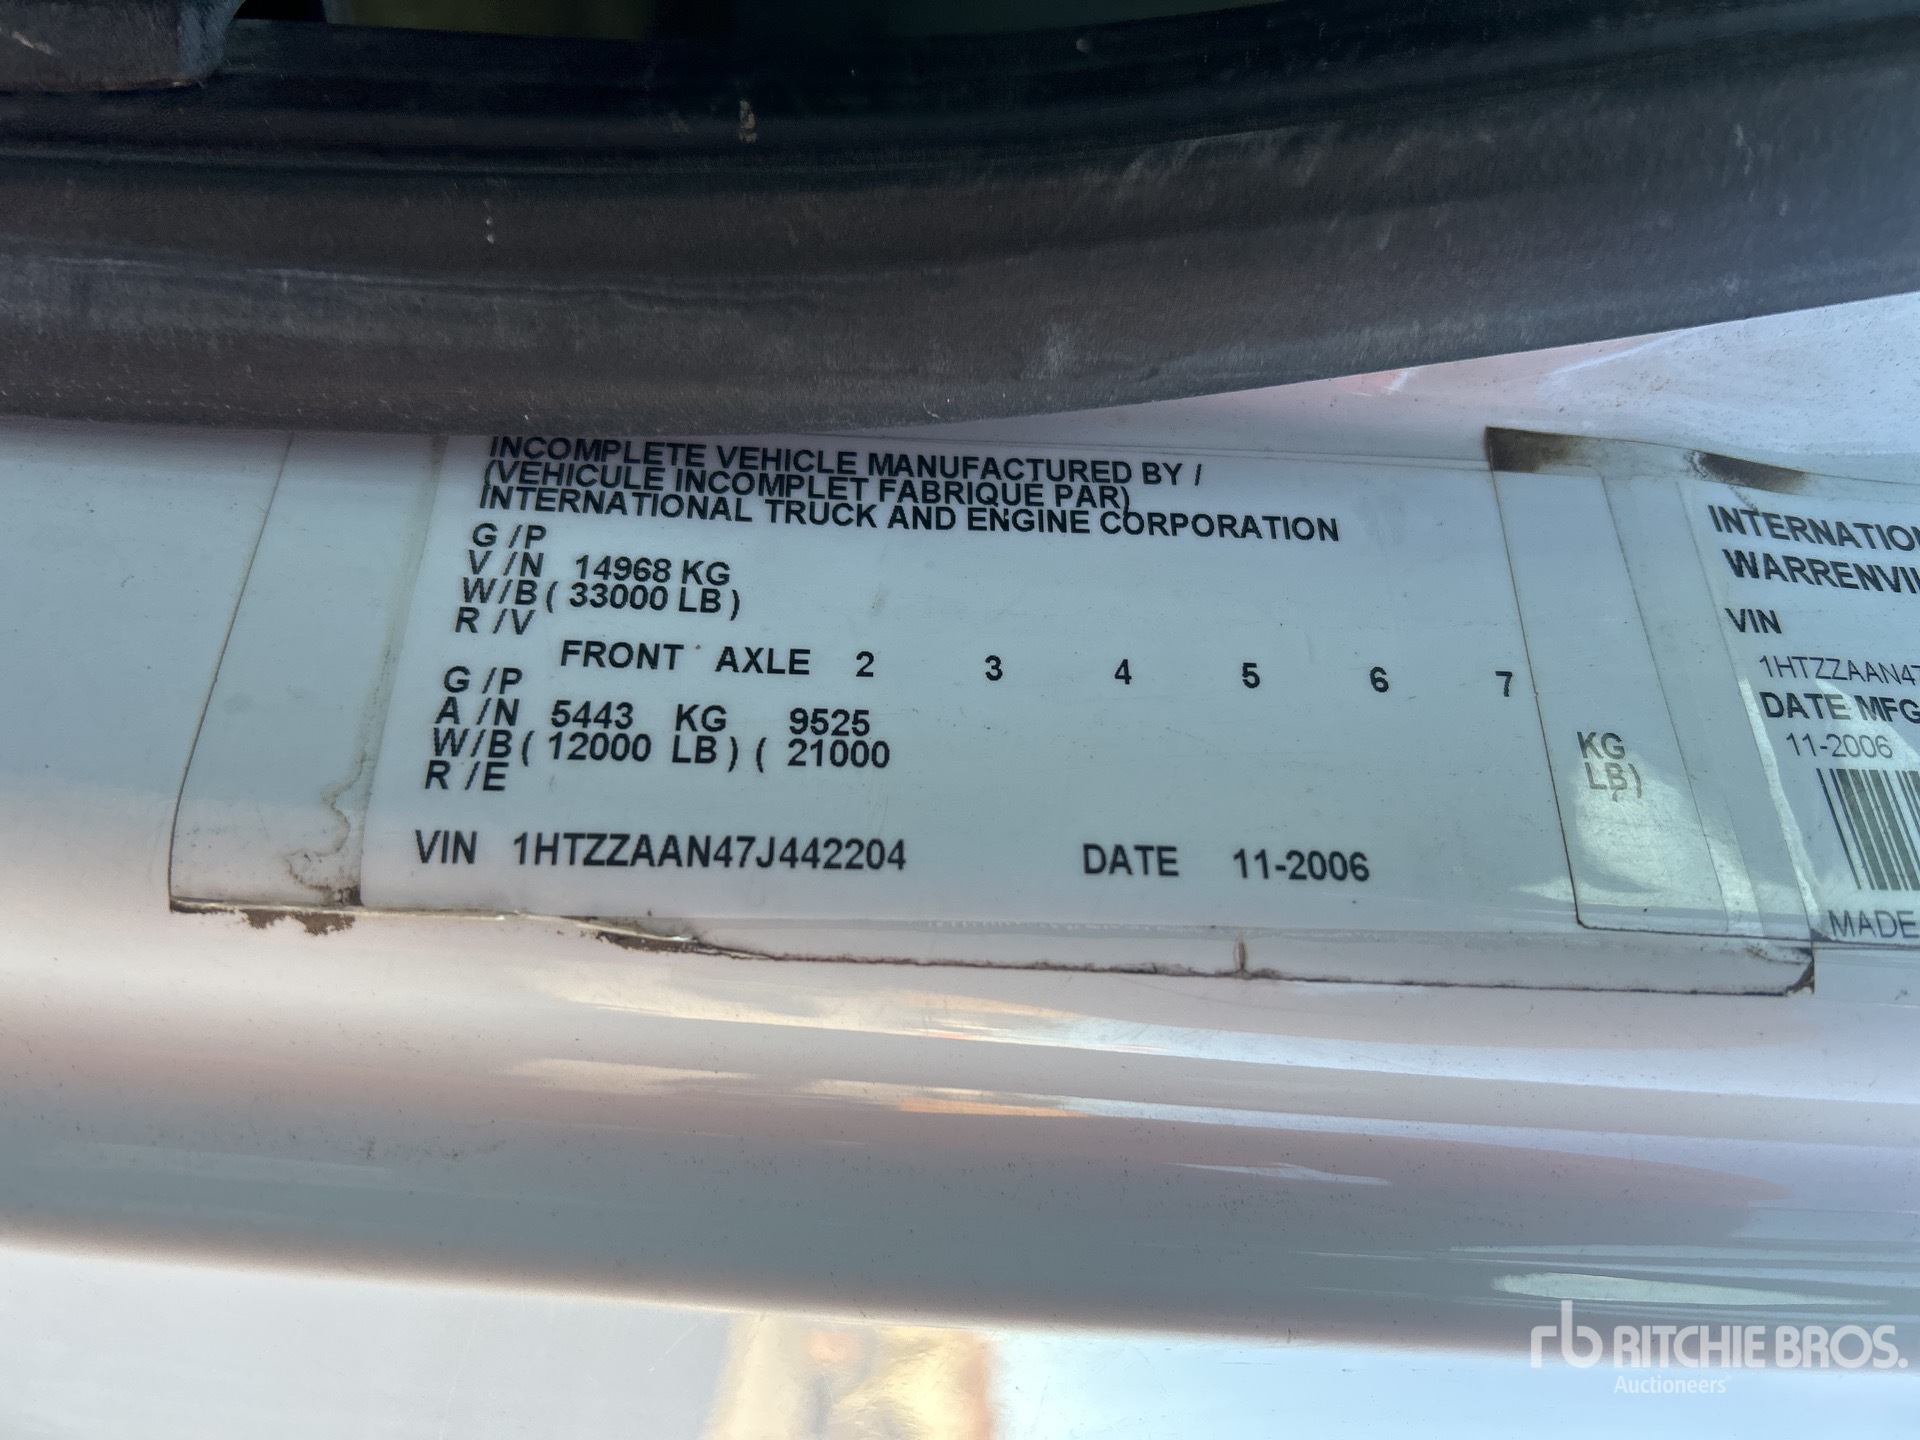 INCOMPLETE VEHICLE MANUFACTURED BY /
(VEHICULE INCOMPLET FABRIQUE PAR)
INTERNATIONAL TRUCK AND ENGINE CORPORATION
G /P
V /N 14968 KG
W/B ( 33000 LB )
R /V
FRONT AXLE 2 3 4 5 6 7
G /P
A /N 5443 KG 9525 KG
W/B ( 12000 LB ) ( 21000 LB)
R /E
VIN 1HTZZAAN47J442204 DATE 11-2006
INTERNATIO
WARRENVI
VIN
1HTZZAAN47
DATE MFG
11-2006
MADE
rb RITCHIE BROS.
Auctioneers